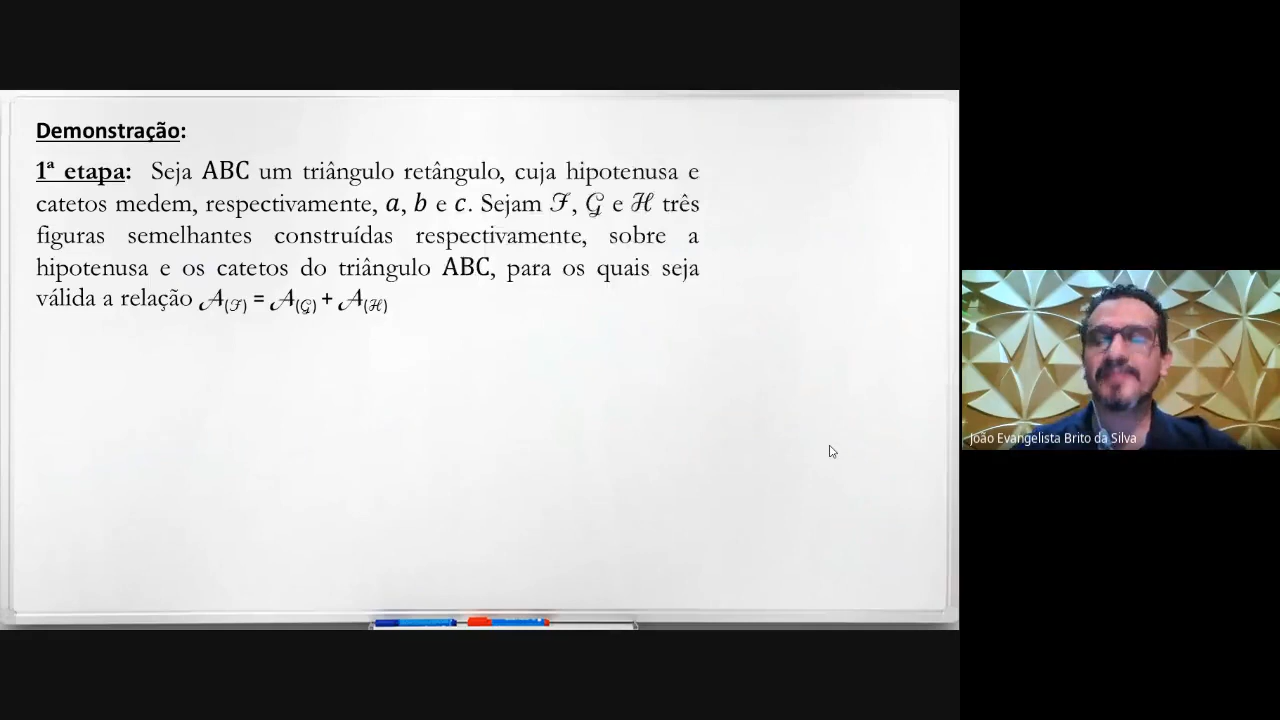 Demonstração:
1ª etapa: Seja ABC um triângulo retângulo, cuja hipotenusa e
catetos medem, respectivamente, a, b e c. Sejam ℱ, 𝒢 e ℋ três
figuras semelhantes construídas respectivamente, sobre a
hipotenusa e os catetos do triângulo ABC, para os quais seja
válida a relação 𝒜(ℱ) = 𝒜(𝒢) + 𝒜(ℋ)
João Evangelista Brito da Silva